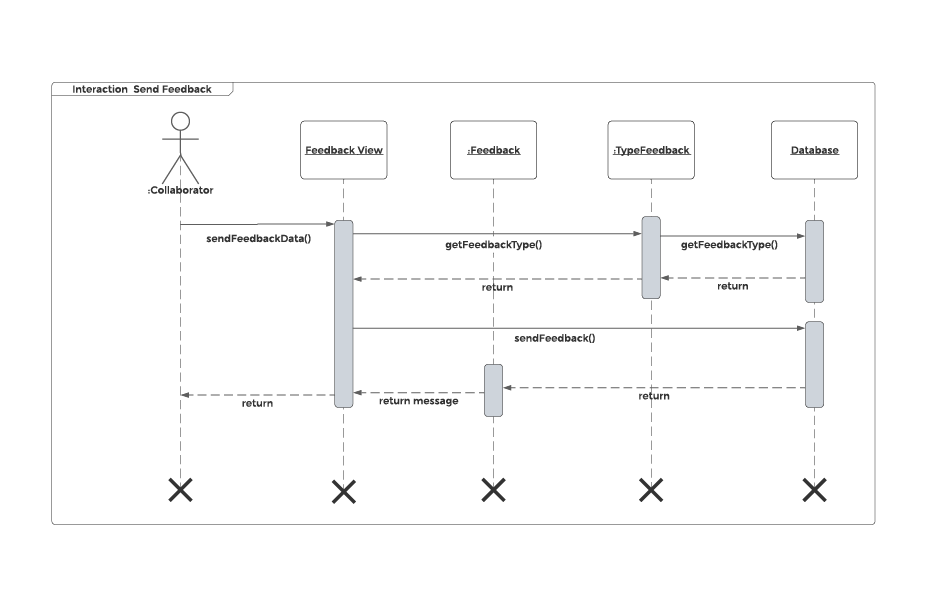 Interaction  Send Feedback
Feedback View
:Feedback
:TypeFeedback
Database
:Collaborator
sendFeedbackData()
getFeedbackType()
getFeedbackType()
return
return
sendFeedback()
return
return message
return